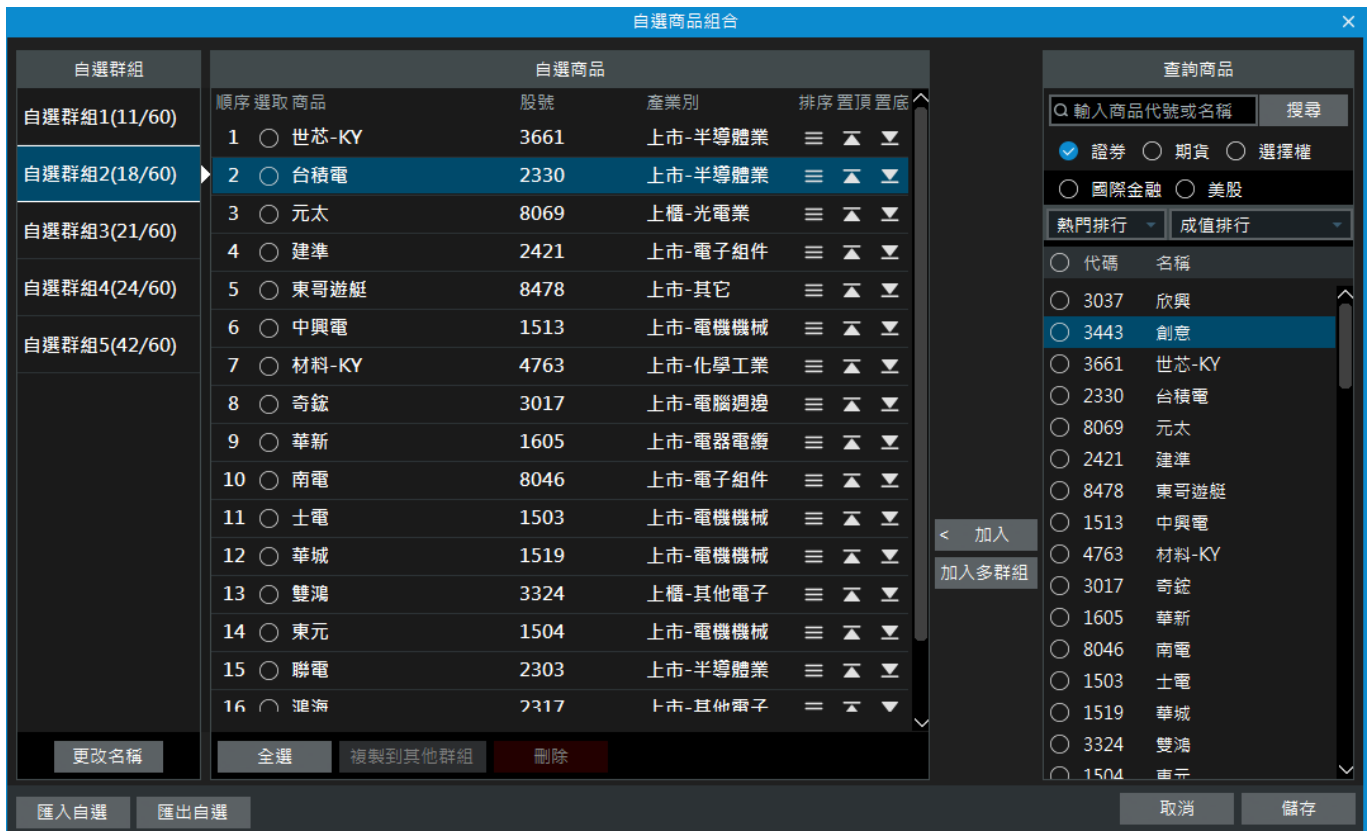 自選商品組合
自選群組
自選群組1(11/60)
自選群組2(18/60)
自選群組3(21/60)
自選群組4(24/60)
自選群組5(42/60)
更改名稱
自選商品
順序 選取 商品 股號 產業別 排序 置頂 置底
1 世芯-KY 3661 上市-半導體業
2 台積電 2330 上市-半導體業
3 元太 8069 上櫃-光電業
4 建準 2421 上市-電子組件
5 東哥遊艇 8478 上市-其它
6 中興電 1513 上市-電機機械
7 材料-KY 4763 上市-化學工業
8 奇鋐 3017 上市-電腦週邊
9 華新 1605 上市-電器電纜
10 南電 8046 上市-電子組件
11 士電 1503 上市-電機機械
12 華城 1519 上市-電機機械
13 雙鴻 3324 上櫃-其他電子
14 東元 1504 上市-電機機械
15 聯電 2303 上市-半導體業
16 鴻海 2317 上市-其他電子
全選 複製到其他群組 刪除
< 加入
加入多群組
查詢商品
輸入商品代號或名稱 搜尋
證券 期貨 選擇權
國際金融 美股
熱門排行 成值排行
代碼 名稱
3037 欣興
3443 創意
3661 世芯-KY
2330 台積電
8069 元太
2421 建準
8478 東哥遊艇
1513 中興電
4763 材料-KY
3017 奇鋐
1605 華新
8046 南電
1503 士電
1519 華城
3324 雙鴻
1504 東元
匯入自選 匯出自選 取消 儲存